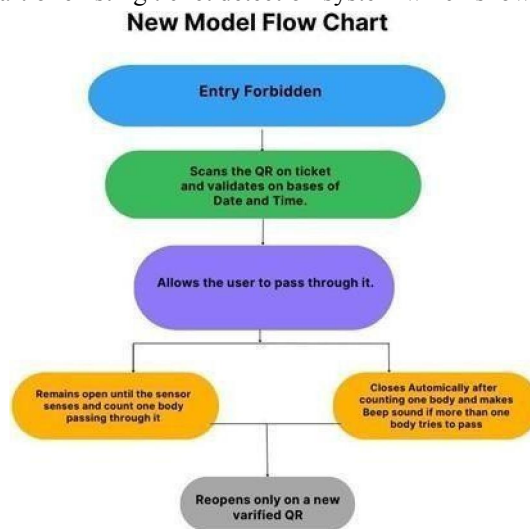 New Model Flow Chart
Entry Forbidden
Scans the QR on ticket
and validates on bases of
Date and Time.
Allows the user to pass through it.
Remains open until the sensor
senses and count one body
passing through it
Closes Automically after
counting one body and makes
Beep sound if more than one
body tries to pass
Reopens only on a new
varified QR